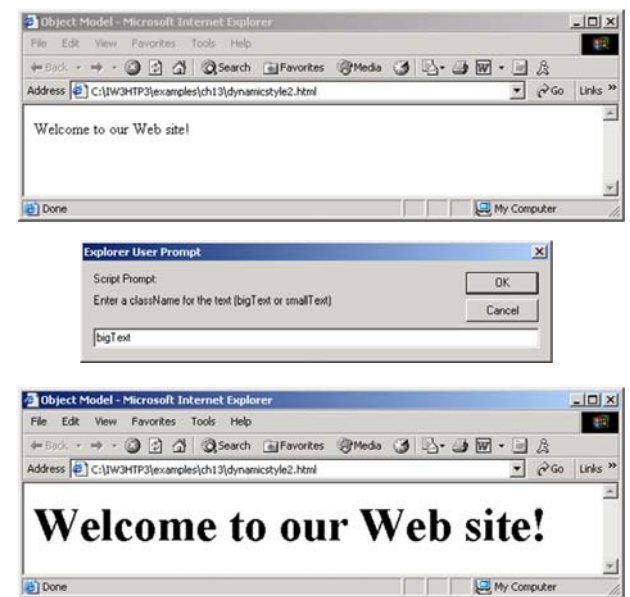 Object Model - Microsoft Internet Explorer
File Edit View Favorites Tools Help
Back Search Favorites Media
Address C:\IW3HTP3\examples\ch13\dynamicstyle2.html Go Links »
Welcome to our Web site!
Done My Computer
Explorer User Prompt
Script Prompt: OK
Enter a className for the text (bigText or smallText) Cancel
bigText
Object Model - Microsoft Internet Explorer
File Edit View Favorites Tools Help
Back Search Favorites Media
Address C:\IW3HTP3\examples\ch13\dynamicstyle2.html Go Links »
Welcome to our Web site!
Done My Computer